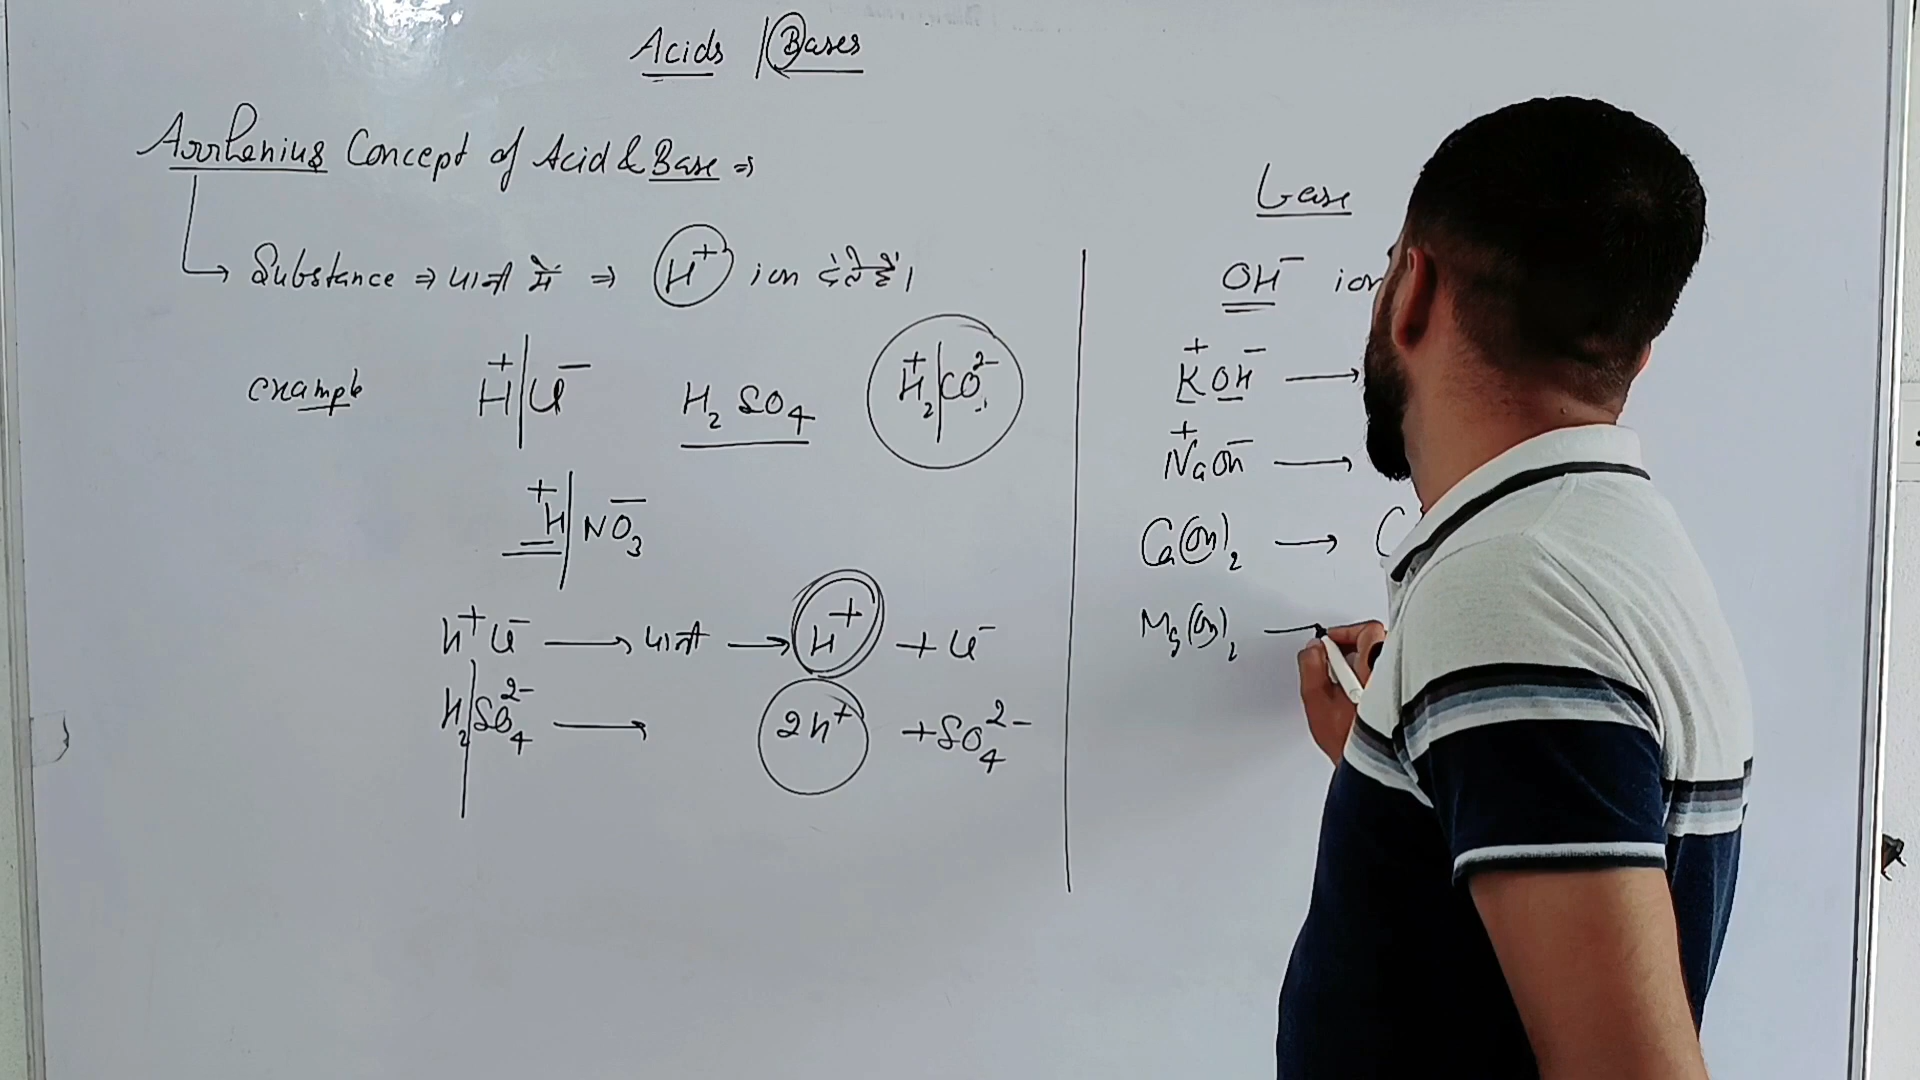 Acids / Bases
Arrhenius Concept of Acid & Base ⇒
Substance ⇒ पानी में ⇒ H⁺ ion देते हैं।
example H⁺|Cl⁻ H₂SO₄ H₂⁺|CO₃²⁻
H⁺|NO₃⁻
H⁺Cl⁻ → पानी → H⁺ + Cl⁻
H₂|SO₄²⁻ → 2H⁺ + SO₄²⁻
base
OH⁻ ion
K⁺OH⁻ →
Na⁺OH⁻ →
Ca(OH)₂ → C
Mg(OH)₂ →